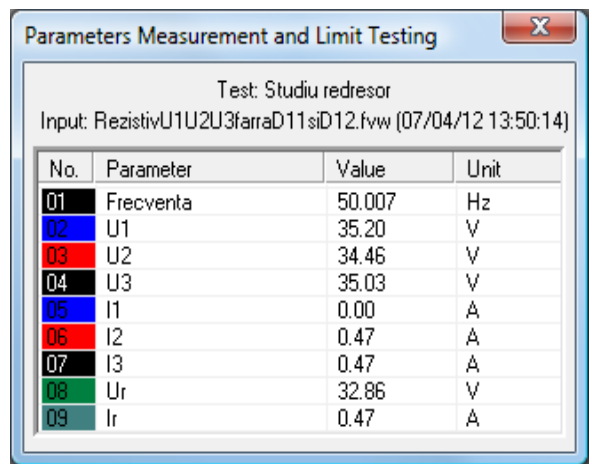 Parameters Measurement and Limit Testing X
Test: Studiu redresor
Input: RezistivU1U2U3farraD11siD12.fvw (07/04/12 13:50:14)
No. Parameter Value Unit
01 Frecventa 50.007 Hz
02 U1 35.20 V
03 U2 34.46 V
04 U3 35.03 V
05 I1 0.00 A
06 I2 0.47 A
07 I3 0.47 A
08 Ur 32.86 V
09 Ir 0.47 A